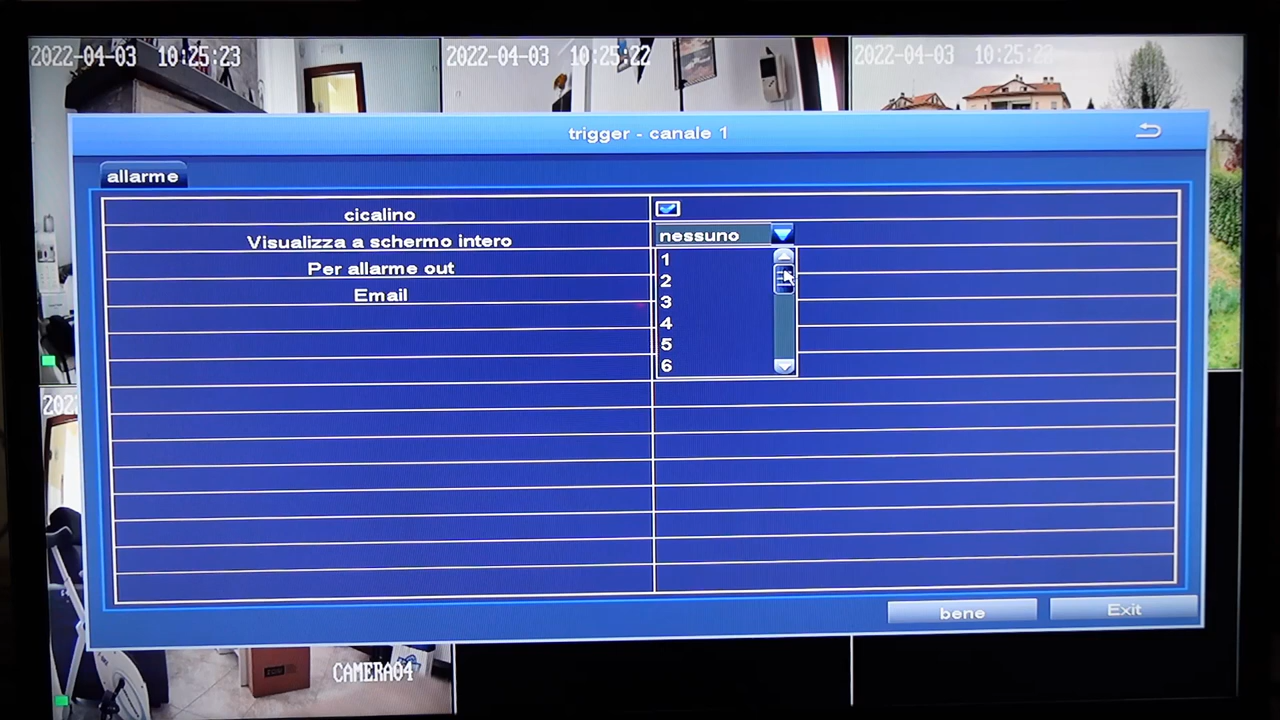 2022-04-03 10:25:23
2022-04-03 10:25:22
2022-04-03 10:25:22
trigger - canale 1
allarme
cicalino
Visualizza a schermo intero
nessuno
Per allarme out
Email
1
2
3
4
5
6
202
bene
Exit
CAMERA04